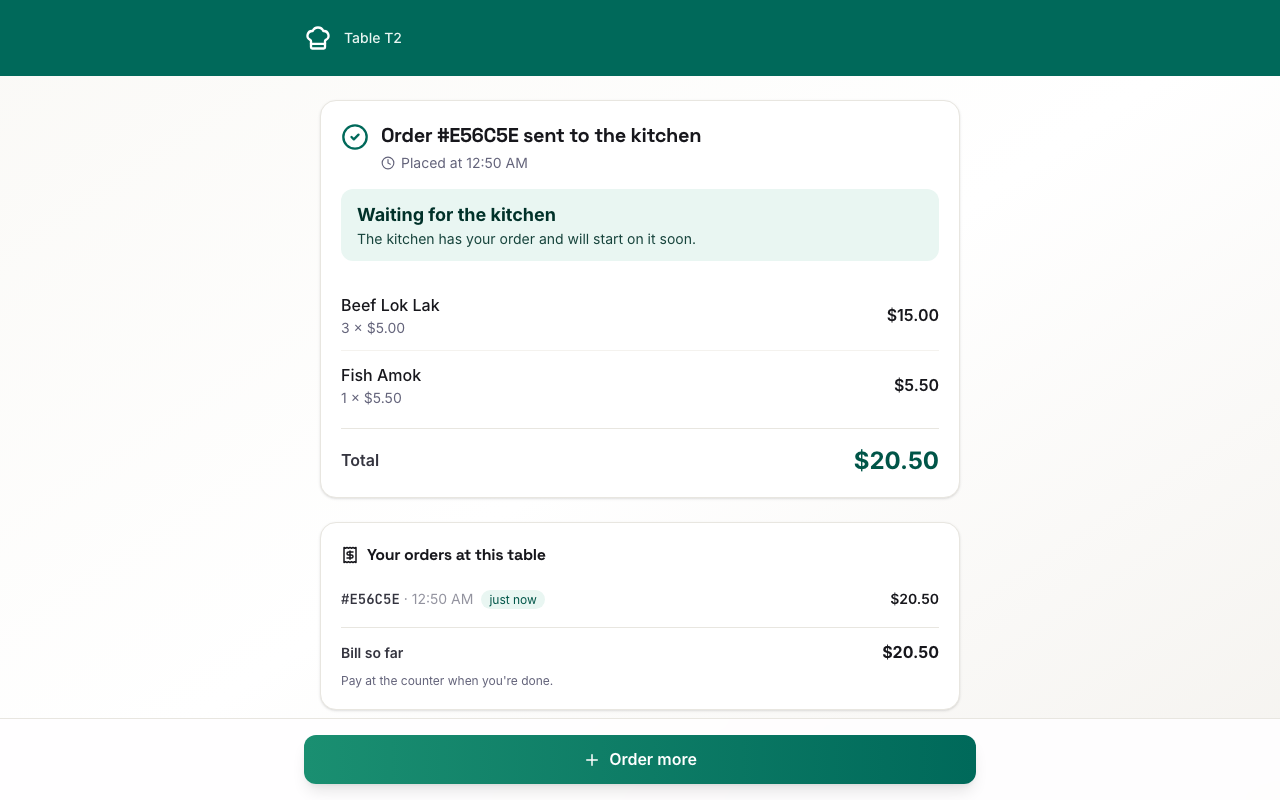 Table T2
Order #E56C5E sent to the kitchen
Placed at 12:50 AM
Waiting for the kitchen
The kitchen has your order and will start on it soon.
Beef Lok Lak
3 × $5.00
$15.00
Fish Amok
1 × $5.50
$5.50
Total
$20.50
Your orders at this table
#E56C5E · 12:50 AM just now
$20.50
Bill so far
$20.50
Pay at the counter when you're done.
+ Order more